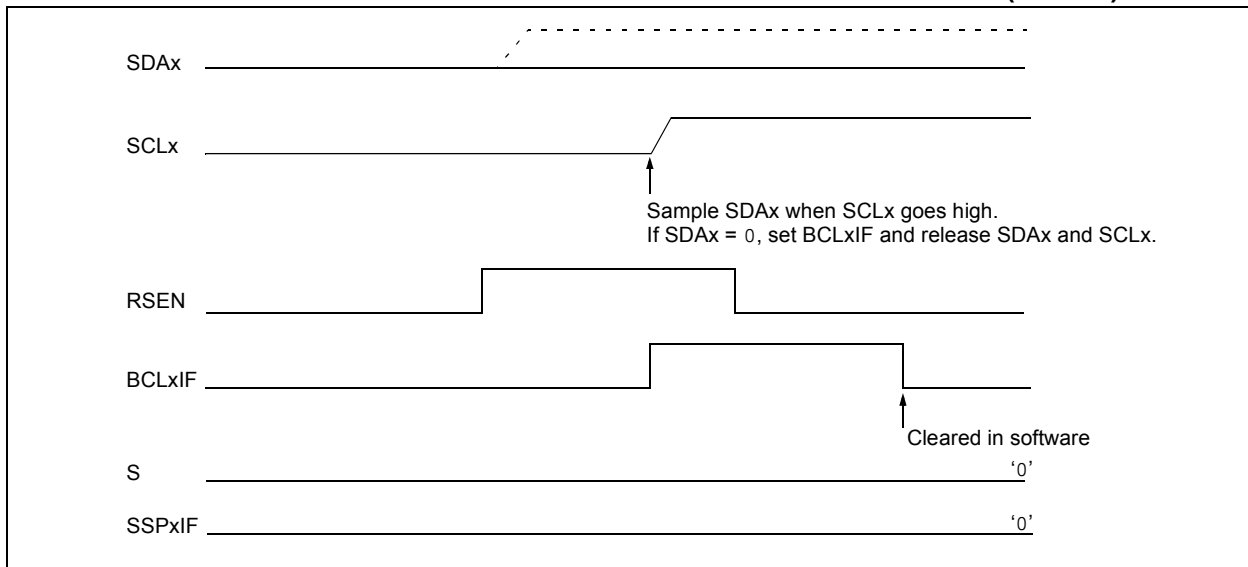 SDAx
SCLx
Sample SDAx when SCLx goes high.
If SDAx = 0, set BCLxIF and release SDAx and SCLx.
RSEN
BCLxIF
Cleared in software
S
‘0’
SSPxIF
‘0’